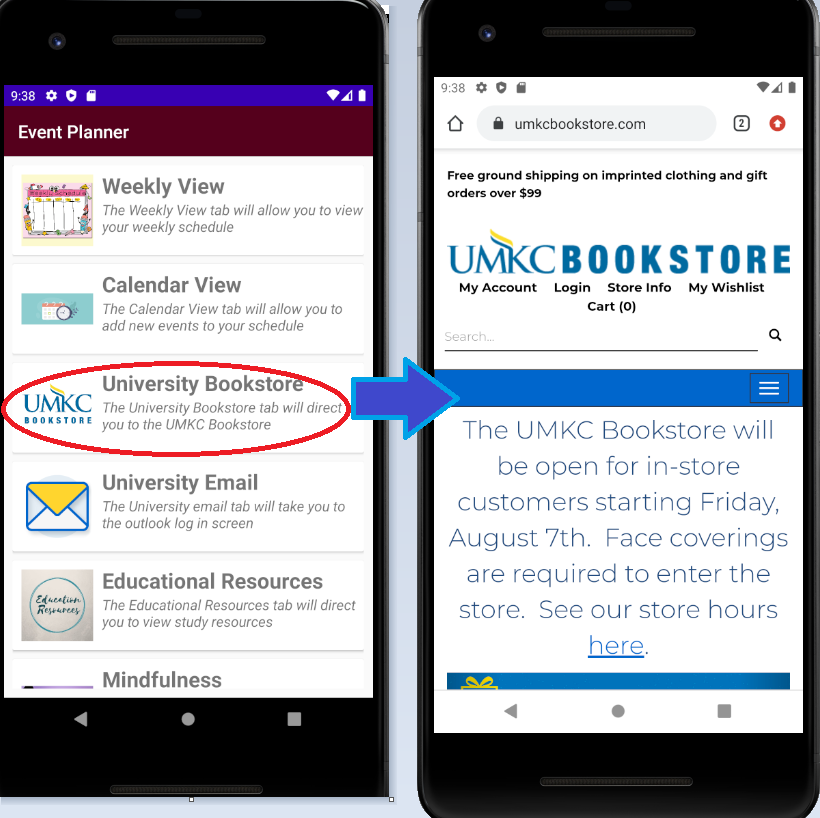 9:38
Event Planner
Weekly Schedule
Weekly View
The Weekly View tab will allow you to view
your weekly schedule
Calendar View
The Calendar View tab will allow you to
add new events to your schedule
UMKC
BOOKSTORE
University Bookstore
The University Bookstore tab will direct
you to the UMKC Bookstore
University Email
The University email tab will take you to
the outlook log in screen
Education
Resources
Educational Resources
The Educational Resources tab will direct
you to view study resources
Mindfulness
9:38
umkcbookstore.com
2
Free ground shipping on imprinted clothing and gift
orders over $99
UMKC BOOKSTORE
My Account Login Store Info My Wishlist
Cart (0)
Search...
The UMKC Bookstore will
be open for in-store
customers starting Friday,
August 7th. Face coverings
are required to enter the
store. See our store hours
here.